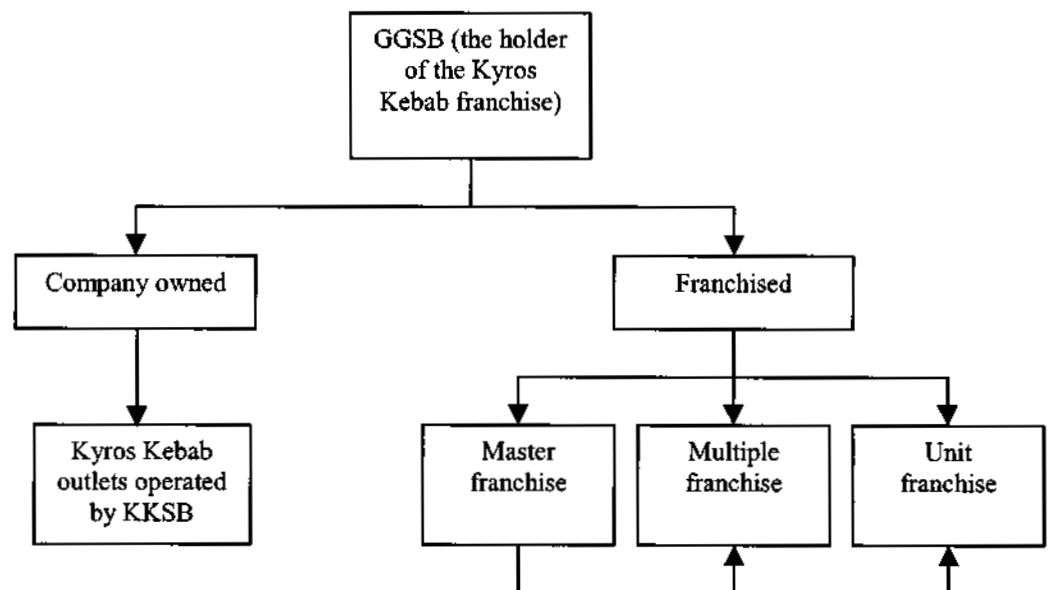 GGSB (the holder
of the Kyros
Kebab franchise)
Company owned
Franchised
Kyros Kebab
outlets operated
by KKSB
Master
franchise
Multiple
franchise
Unit
franchise